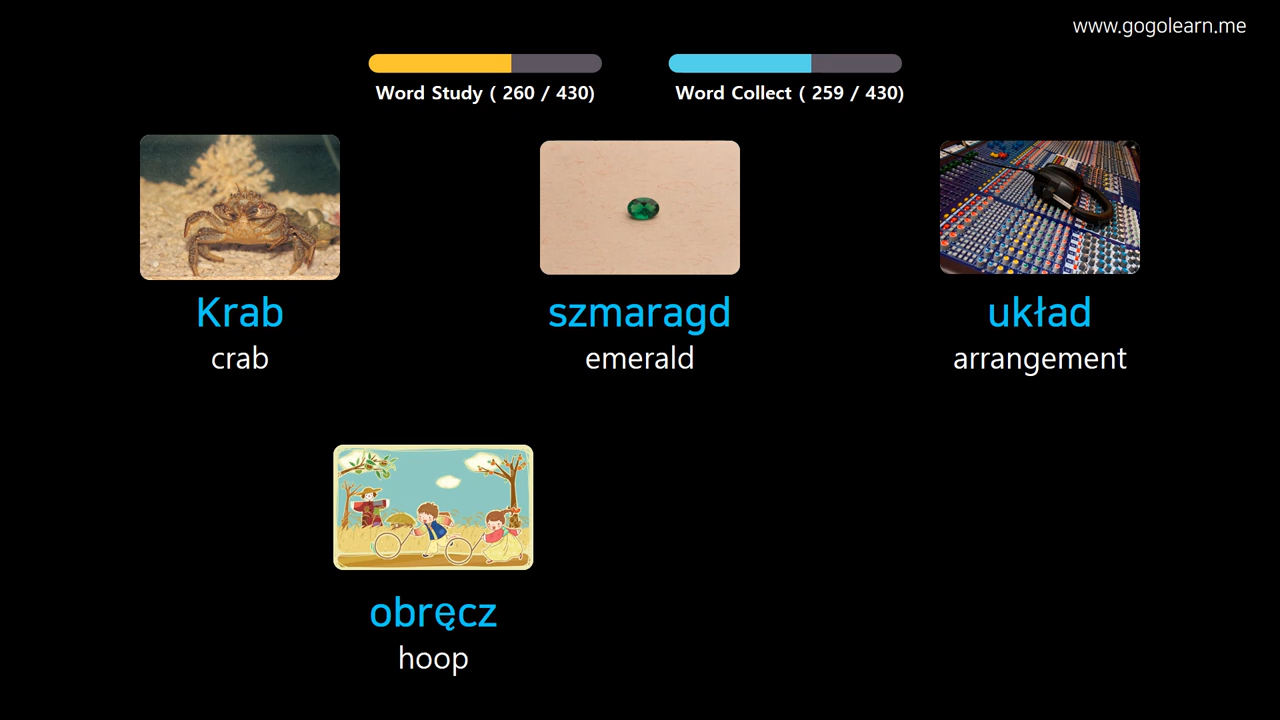 www.gogolearn.me
Word Study ( 260 / 430)
Word Collect ( 259 / 430)
Krab
crab
szmaragd
emerald
układ
arrangement
obręcz
hoop